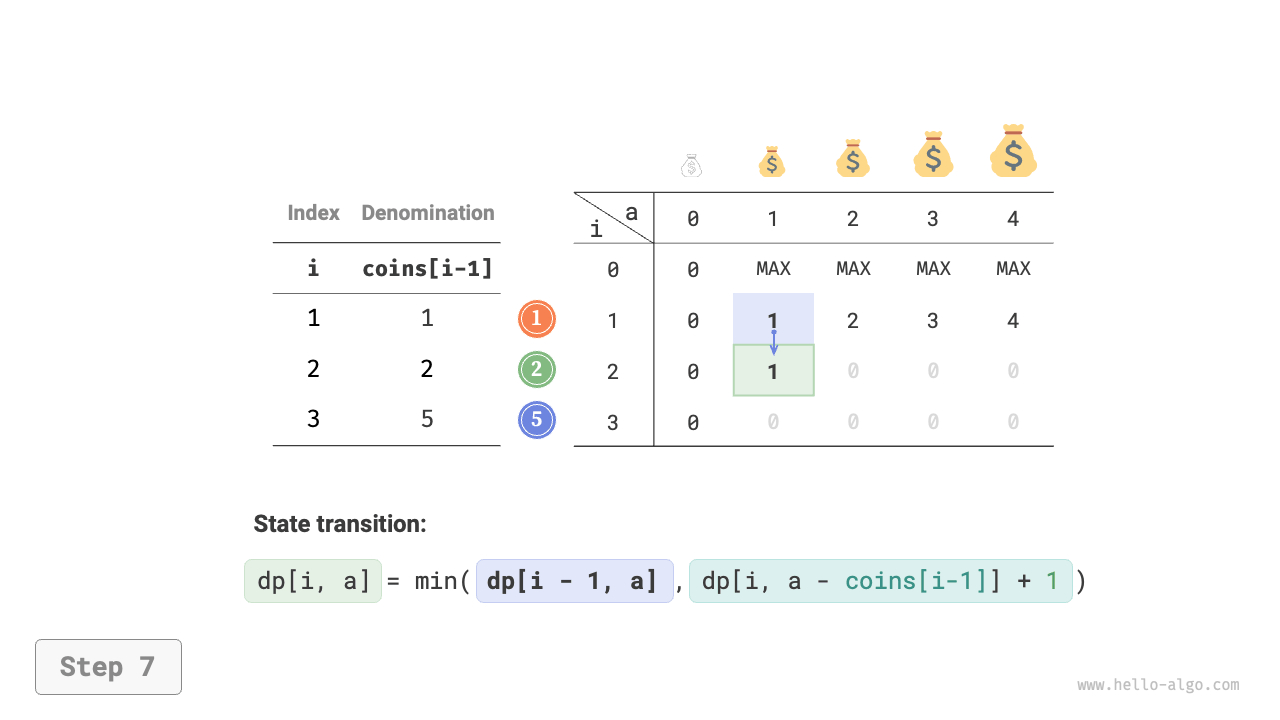 Index Denomination
i coins[i-1]
1 1
2 2
3 5
1
2
5
$ $ $ $ $
i a 0 1 2 3 4
0 0 MAX MAX MAX MAX
1 0 1 2 3 4
2 0 1 0 0 0
3 0 0 0 0 0
State transition:
dp[i, a] = min( dp[i - 1, a] , dp[i, a - coins[i-1]] + 1 )
Step 7
www.hello-algo.com